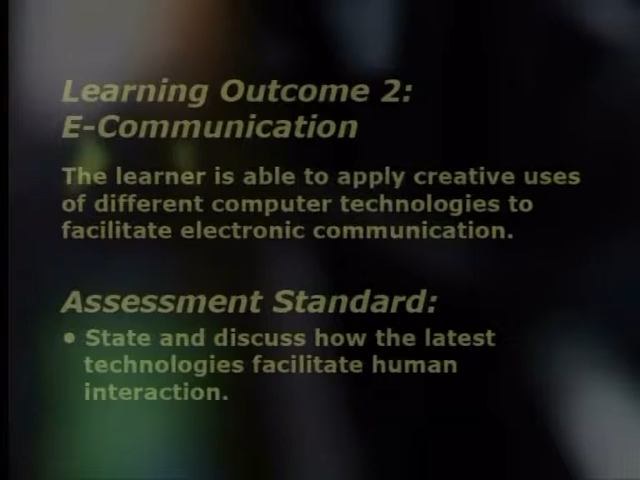 Learning Outcome 2:
E-Communication
The learner is able to apply creative uses
of different computer technologies to
facilitate electronic communication.
Assessment Standard:
• State and discuss how the latest
technologies facilitate human
interaction.